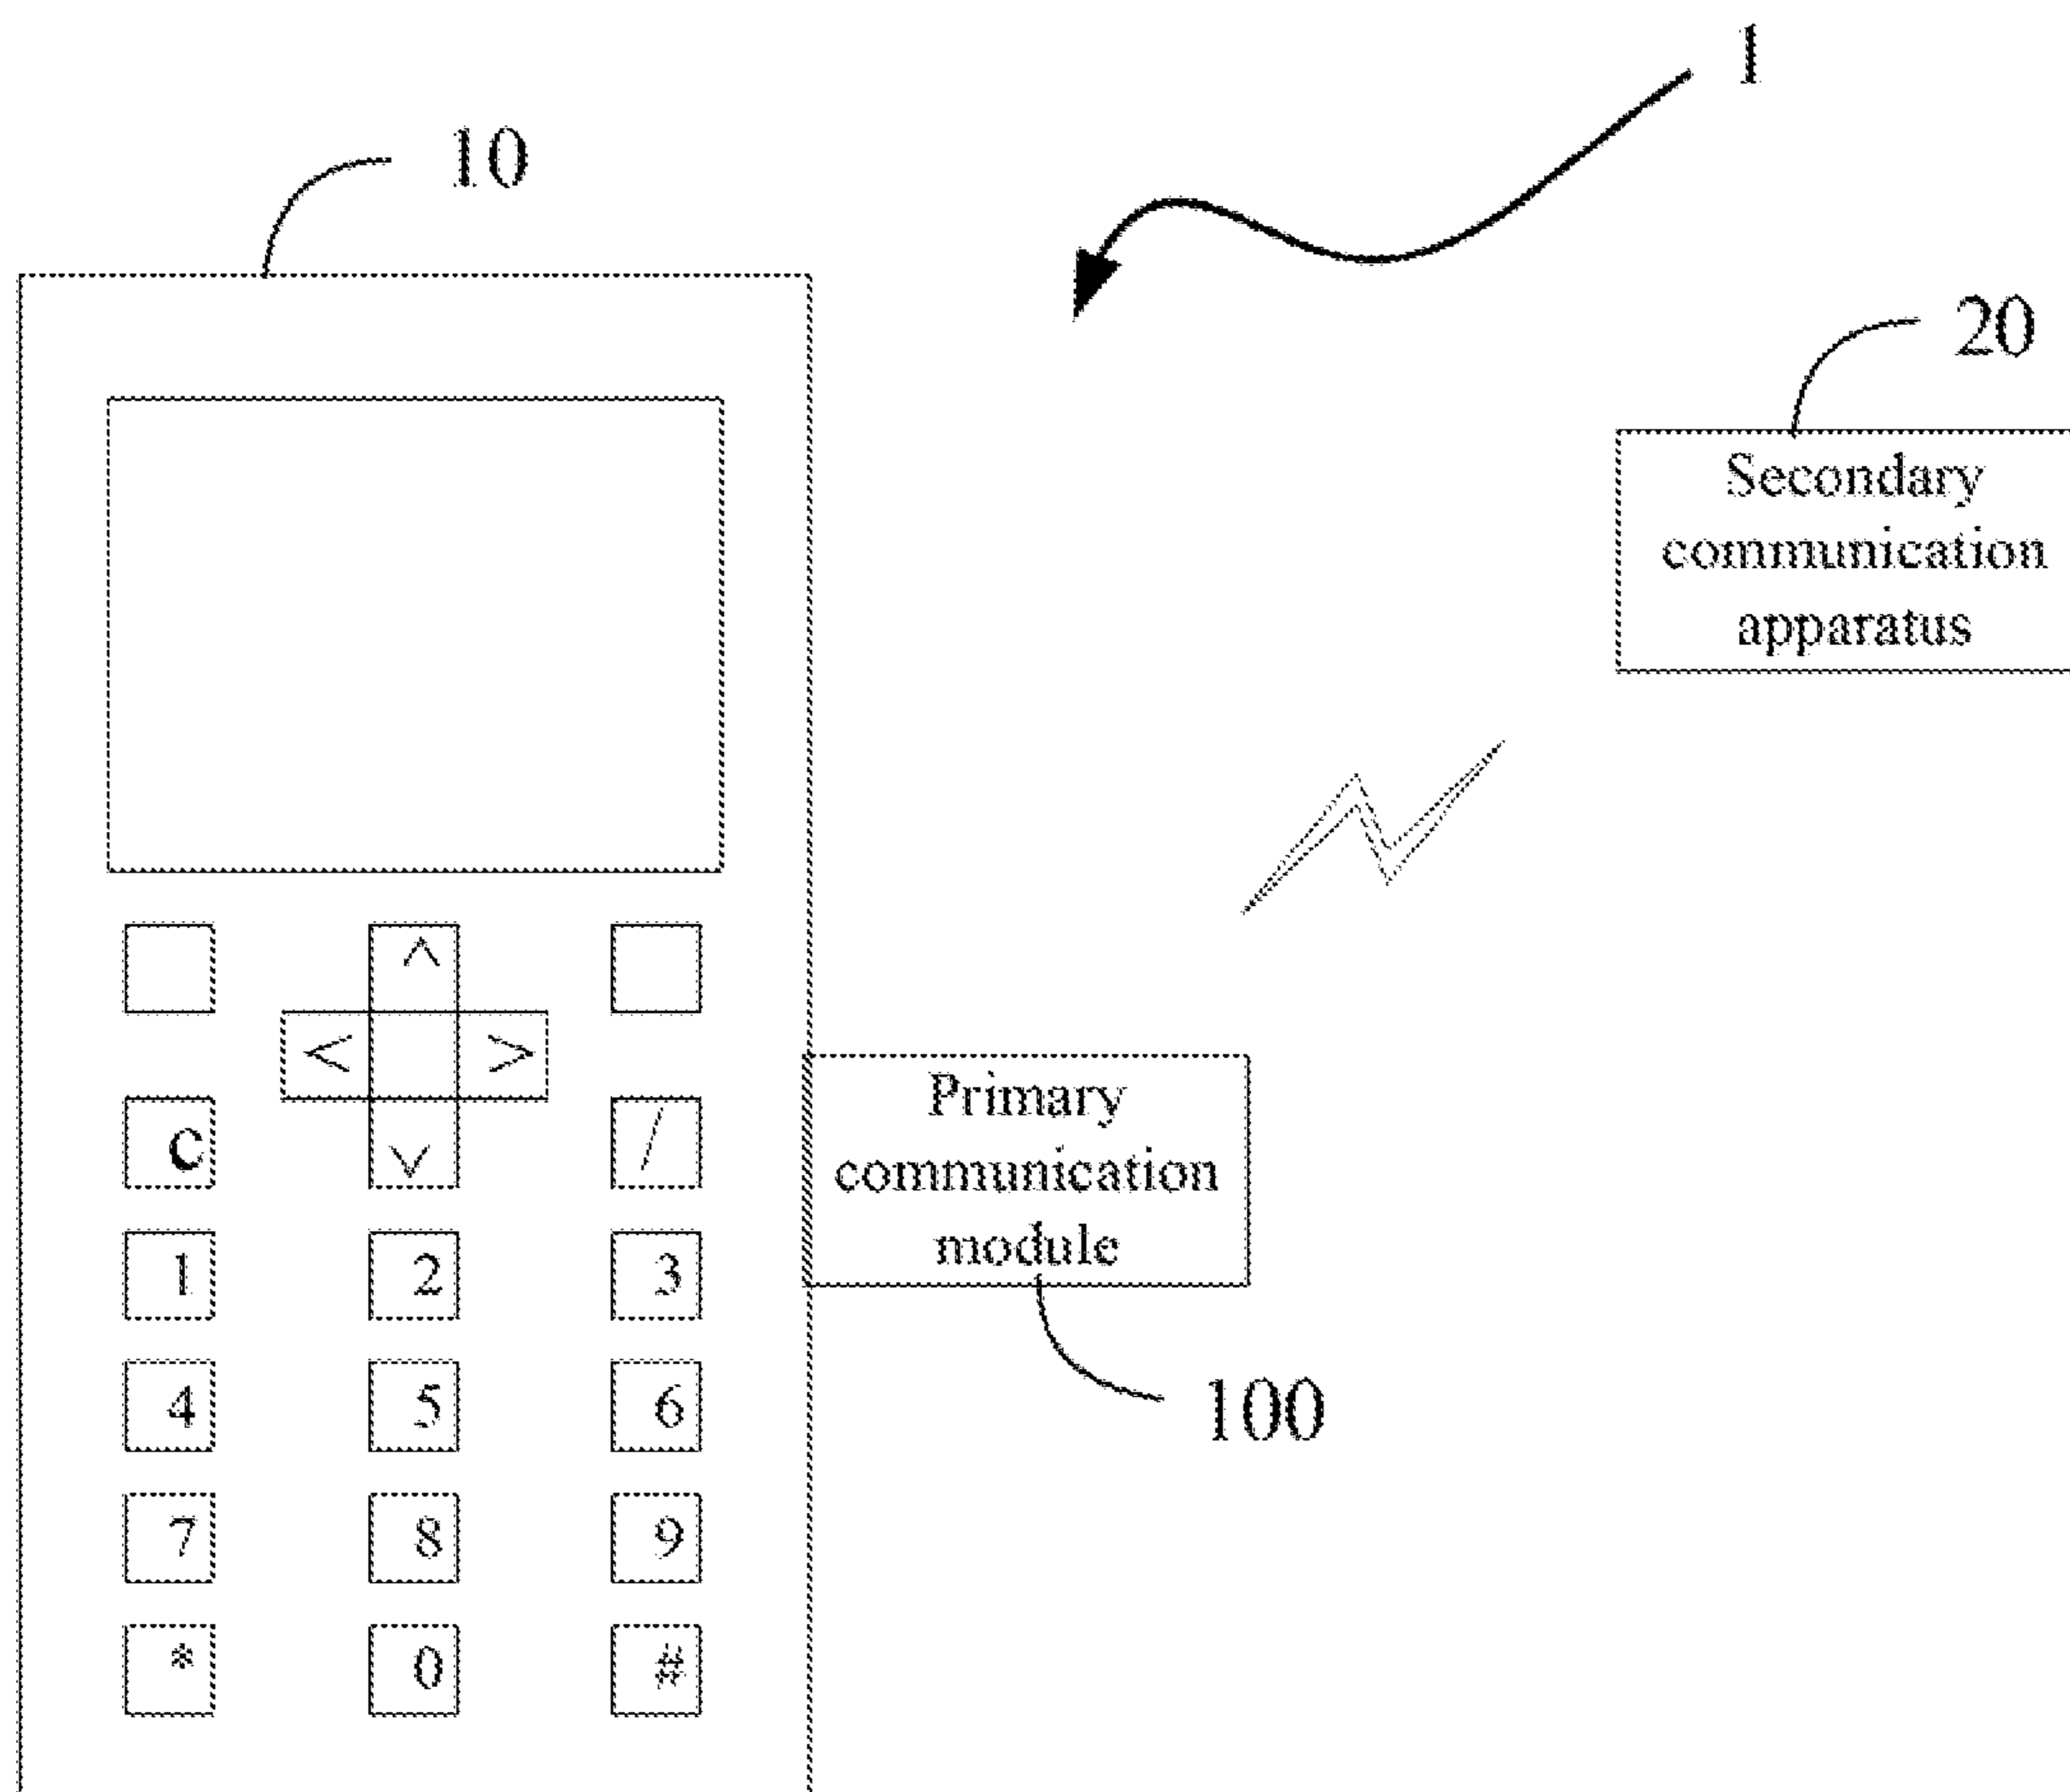 1
10
20
Secondary
communication
apparatus
^
< >
C ∨ /
Primary
communication
module
1 2 3
100
4 5 6
7 8 9
* 0 #